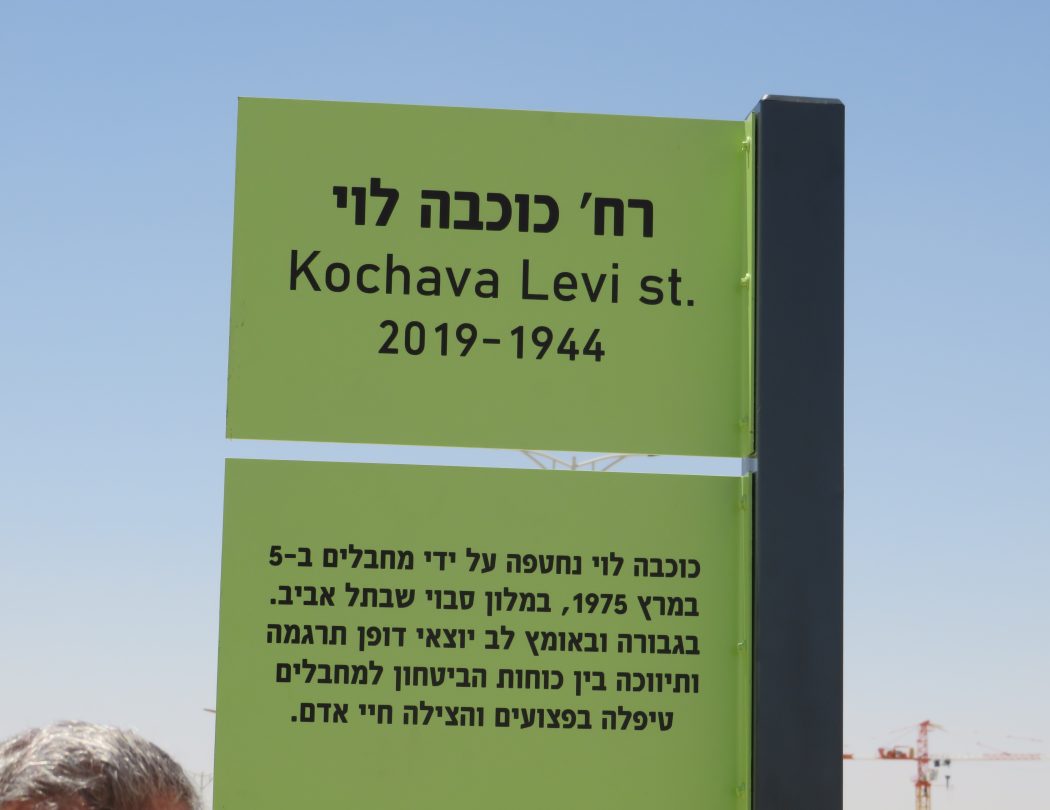 רח' כוכבה לוי
Kochava Levi st.
2019-1944
כוכבה לוי נחטפה על ידי מחבלים ב-5
במרץ 1975, במלון סבוי שבתל אביב.
בגבורה ובאומץ לב יוצאי דופן תרגמה
ותיווכה בין כוחות הביטחון למחבלים
טיפלה בפצועים והצילה חיי אדם.